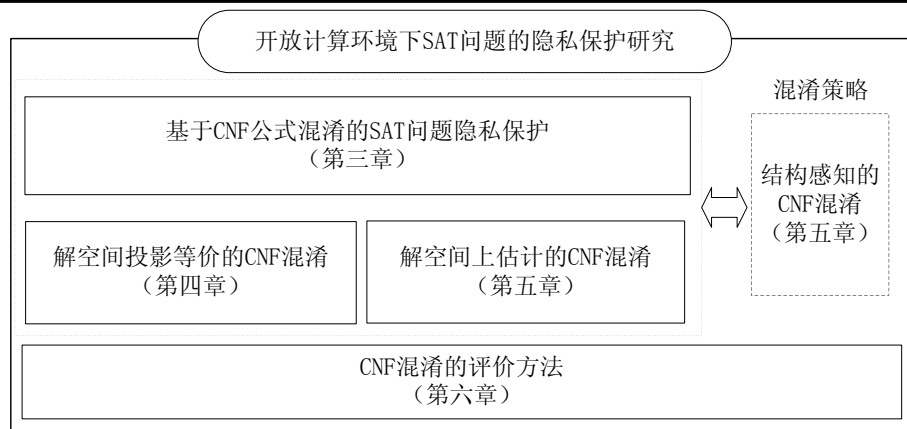 开放计算环境下SAT问题的隐私保护研究
混淆策略
基于CNF公式混淆的SAT问题隐私保护
（第三章）
结构感知的
CNF混淆
（第五章）
解空间投影等价的CNF混淆
（第四章）
解空间上估计的CNF混淆
（第五章）
CNF混淆的评价方法
（第六章）